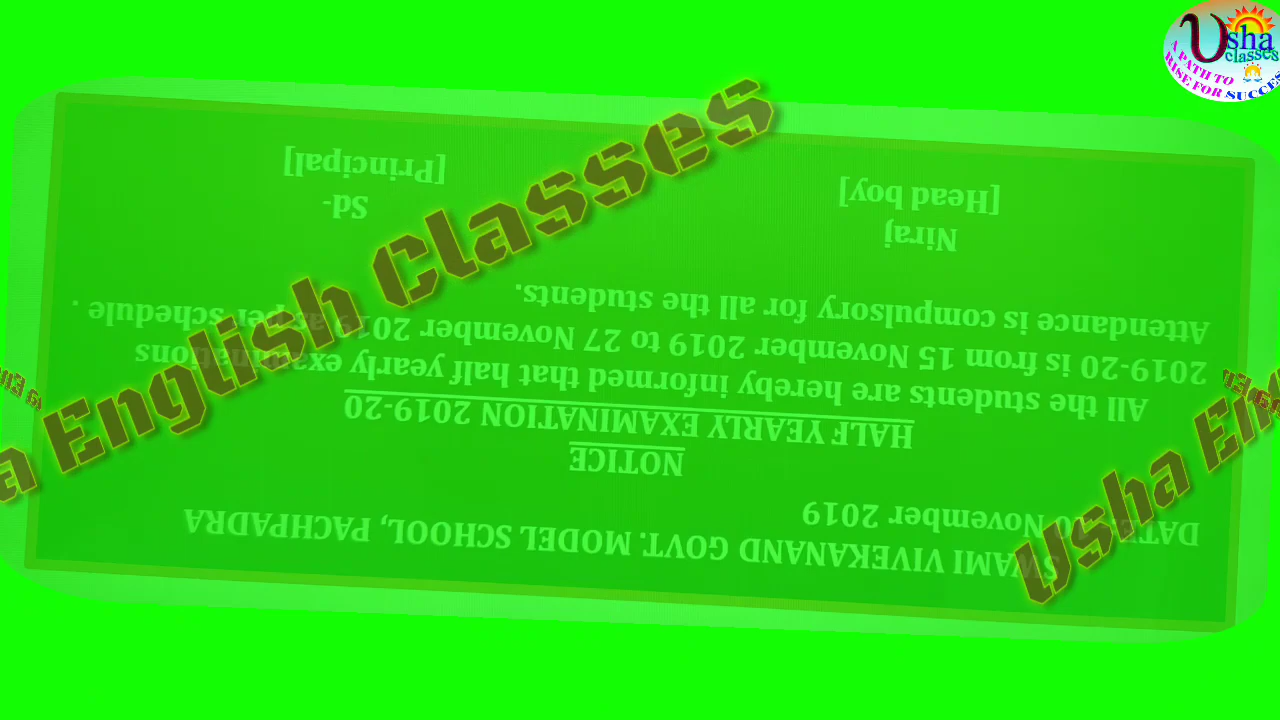 SWAMI VIVEKANAND GOVT. MODEL SCHOOL, PACHPADRA
DATE: November 2019
NOTICE
HALF YEARLY EXAMINATION 2019-20
All the students are hereby informed that half yearly examinations
2019-20 is from 15 November 2019 to 27 November 2019 as per schedule .
Attendance is compulsory for all the students.
Niraj
[Head boy]
Sd-
[Principal]
English Classes
Usha
Usha
classes
A PATH TO
RISE FOR SUCCES